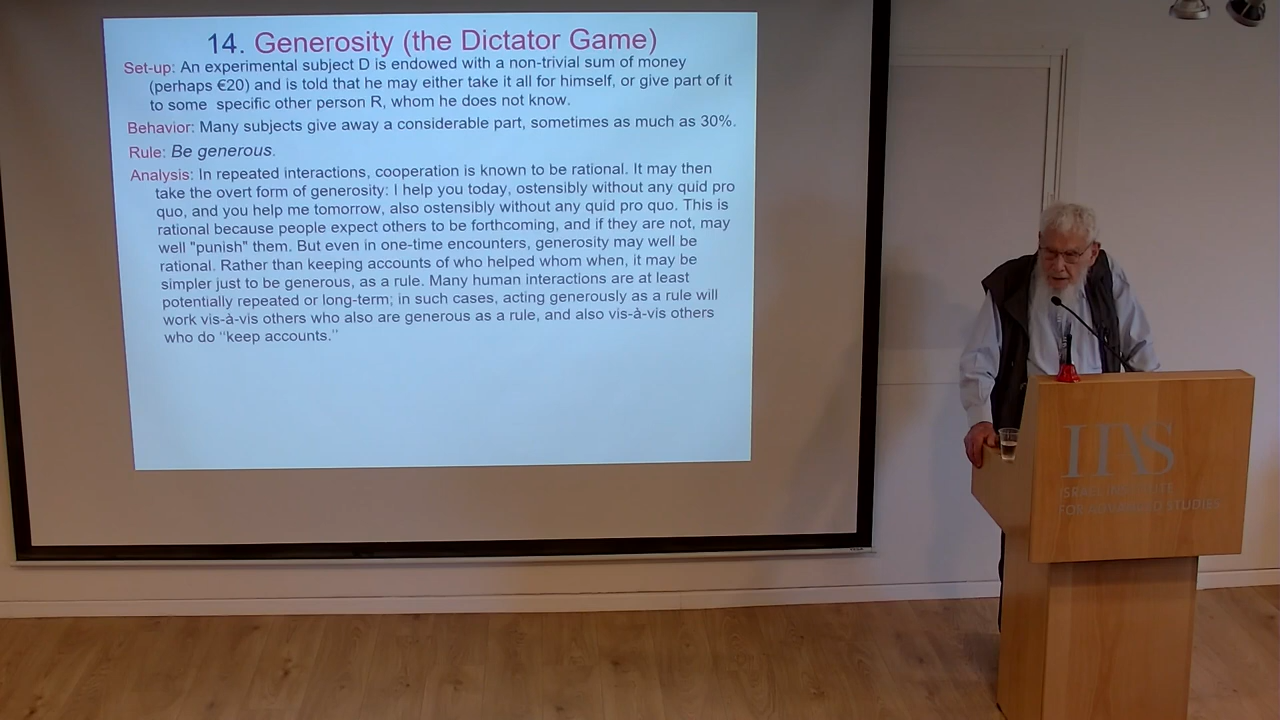 14. Generosity (the Dictator Game)
Set-up: An experimental subject D is endowed with a non-trivial sum of money
(perhaps €20) and is told that he may either take it all for himself, or give part of it
to some specific other person R, whom he does not know.
Behavior: Many subjects give away a considerable part, sometimes as much as 30%.
Rule: Be generous.
Analysis: In repeated interactions, cooperation is known to be rational. It may then
take the overt form of generosity: I help you today, ostensibly without any quid pro
quo, and you help me tomorrow, also ostensibly without any quid pro quo. This is
rational because people expect others to be forthcoming, and if they are not, may
well "punish" them. But even in one-time encounters, generosity may well be
rational. Rather than keeping accounts of who helped whom when, it may be
simpler just to be generous, as a rule. Many human interactions are at least
potentially repeated or long-term; in such cases, acting generously as a rule will
work vis-à-vis others who also are generous as a rule, and also vis-à-vis others
who do "keep accounts."
IIAS
ISRAEL INSTITUTE
FOR ADVANCED STUDIES